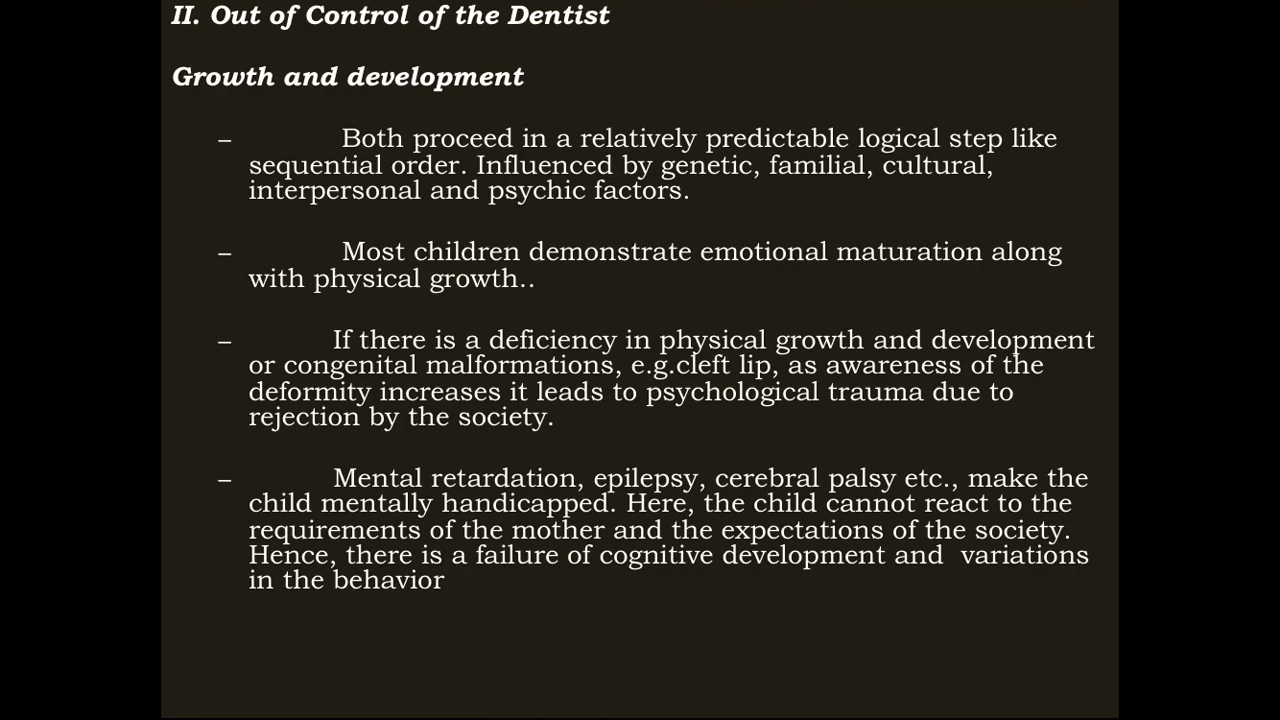 II. Out of Control of the Dentist
Growth and development
– Both proceed in a relatively predictable logical step like
sequential order. Influenced by genetic, familial, cultural,
interpersonal and psychic factors.
– Most children demonstrate emotional maturation along
with physical growth..
– If there is a deficiency in physical growth and development
or congenital malformations, e.g.cleft lip, as awareness of the
deformity increases it leads to psychological trauma due to
rejection by the society.
– Mental retardation, epilepsy, cerebral palsy etc., make the
child mentally handicapped. Here, the child cannot react to the
requirements of the mother and the expectations of the society.
Hence, there is a failure of cognitive development and  variations
in the behavior